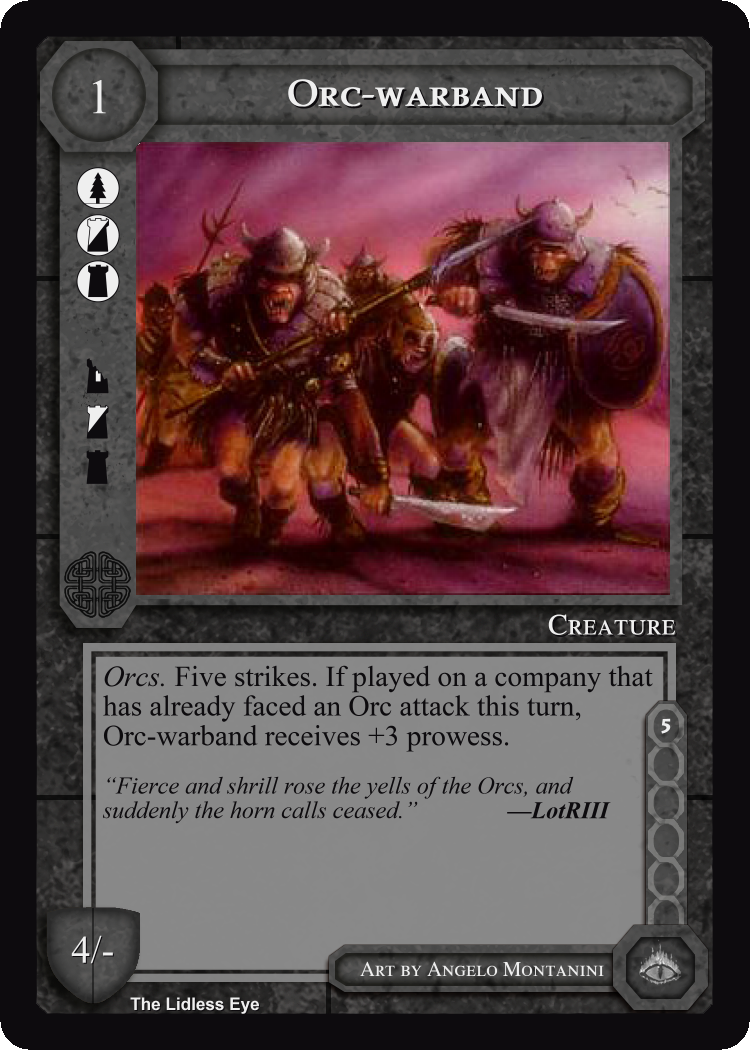 1
Orc-warband
Creature
Orcs. Five strikes. If played on a company that
has already faced an Orc attack this turn,
Orc-warband receives +3 prowess.
5
“Fierce and shrill rose the yells of the Orcs, and
suddenly the horn calls ceased.” —LotRIII
4/-
Art by Angelo Montanini
The Lidless Eye